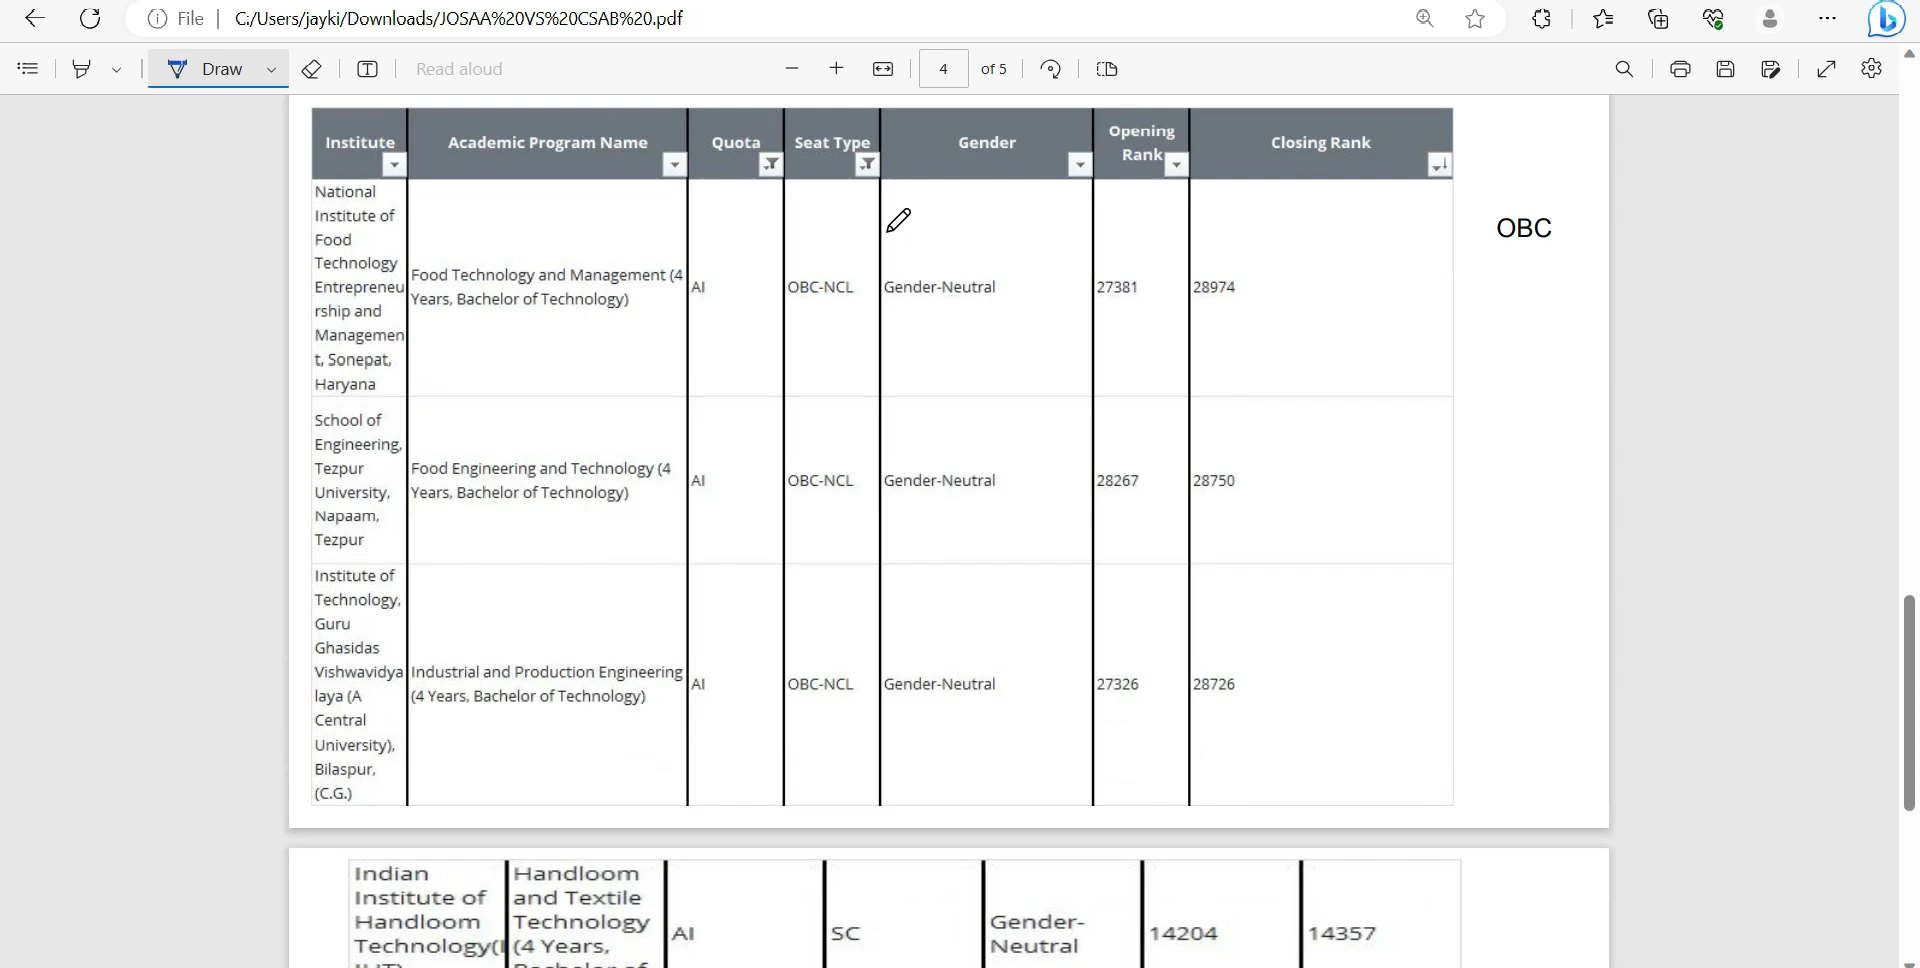 File
C:/Users/jayki/Downloads/JOSAA%20VS%20CSAB%20.pdf
Draw
Read aloud
4
of 5
Institute
Academic Program Name
Quota
Seat Type
Gender
Opening
Rank
Closing Rank
National
Institute of
Food
Technology
Entrepreneu
rship and
Managemen
t, Sonepat,
Haryana
Food Technology and Management (4
Years, Bachelor of Technology)
AI
OBC-NCL
Gender-Neutral
27381
28974
OBC
School of
Engineering,
Tezpur
University,
Napaam,
Tezpur
Food Engineering and Technology (4
Years, Bachelor of Technology)
AI
OBC-NCL
Gender-Neutral
28267
28750
Institute of
Technology,
Guru
Ghasidas
Vishwavidya
laya (A
Central
University),
Bilaspur,
(C.G.)
Industrial and Production Engineering
(4 Years, Bachelor of Technology)
AI
OBC-NCL
Gender-Neutral
27326
28726
Indian
Institute of
Handloom
Technology(
Handloom
and Textile
Technology
(4 Years,
AI
SC
Gender-
Neutral
14204
14357